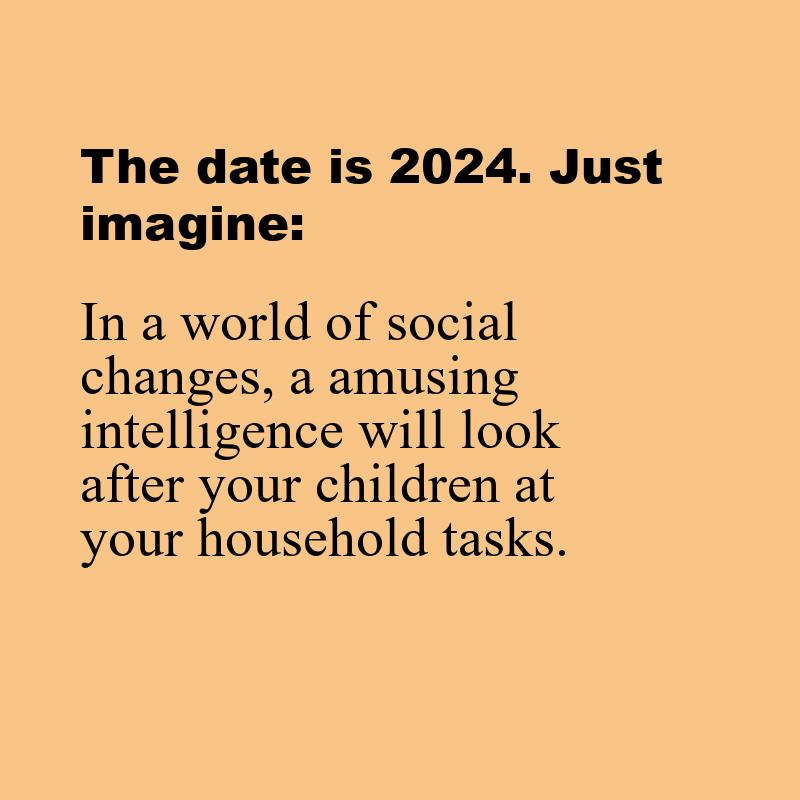 The date is 2024. Just
imagine:
In a world of social
changes, a amusing
intelligence will look
after your children at
your household tasks.